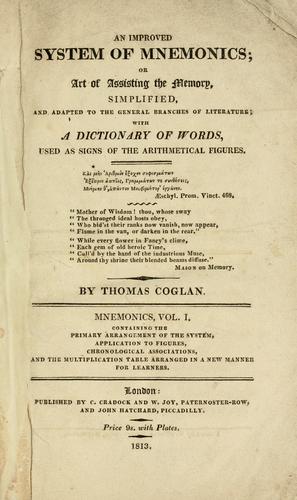 AN IMPROVED
SYSTEM OF MNEMONICS;
OR
Art of Assisting the Memory,
SIMPLIFIED,
AND ADAPTED TO THE GENERAL BRANCHES OF LITERATURE;
WITH
A DICTIONARY OF WORDS,
USED AS SIGNS OF THE ARITHMETICAL FIGURES.
Æschyl. Prom. Vinct. 468,
"Mother of Wisdom! thou, whose sway
"The thronged ideal hosts obey,
"Who bid'st their ranks now vanish, now appear,
"Flame in the van, or darken in the rear."
"While every flower in Fancy's clime,
"Each gem of old heroic Time,
"Cull'd by the hand of the industrious Muse,
"Around thy shrine their blended beams diffuse."
MASON on Memory.
BY THOMAS COGLAN.
MNEMONICS, VOL. I,
CONTAINING THE
PRIMARY ARRANGEMENT OF THE SYSTEM,
APPLICATION TO FIGURES,
CHRONOLOGICAL ASSOCIATIONS,
AND THE MULTIPLICATION TABLE ARRANGED IN A NEW MANNER
FOR LEARNERS.
London:
PUBLISHED BY C. CRADOCK AND W. JOY, PATERNOSTER-ROW,
AND JOHN HATCHARD, PICCADILLY.
Price 9s. with Plates.
1813.